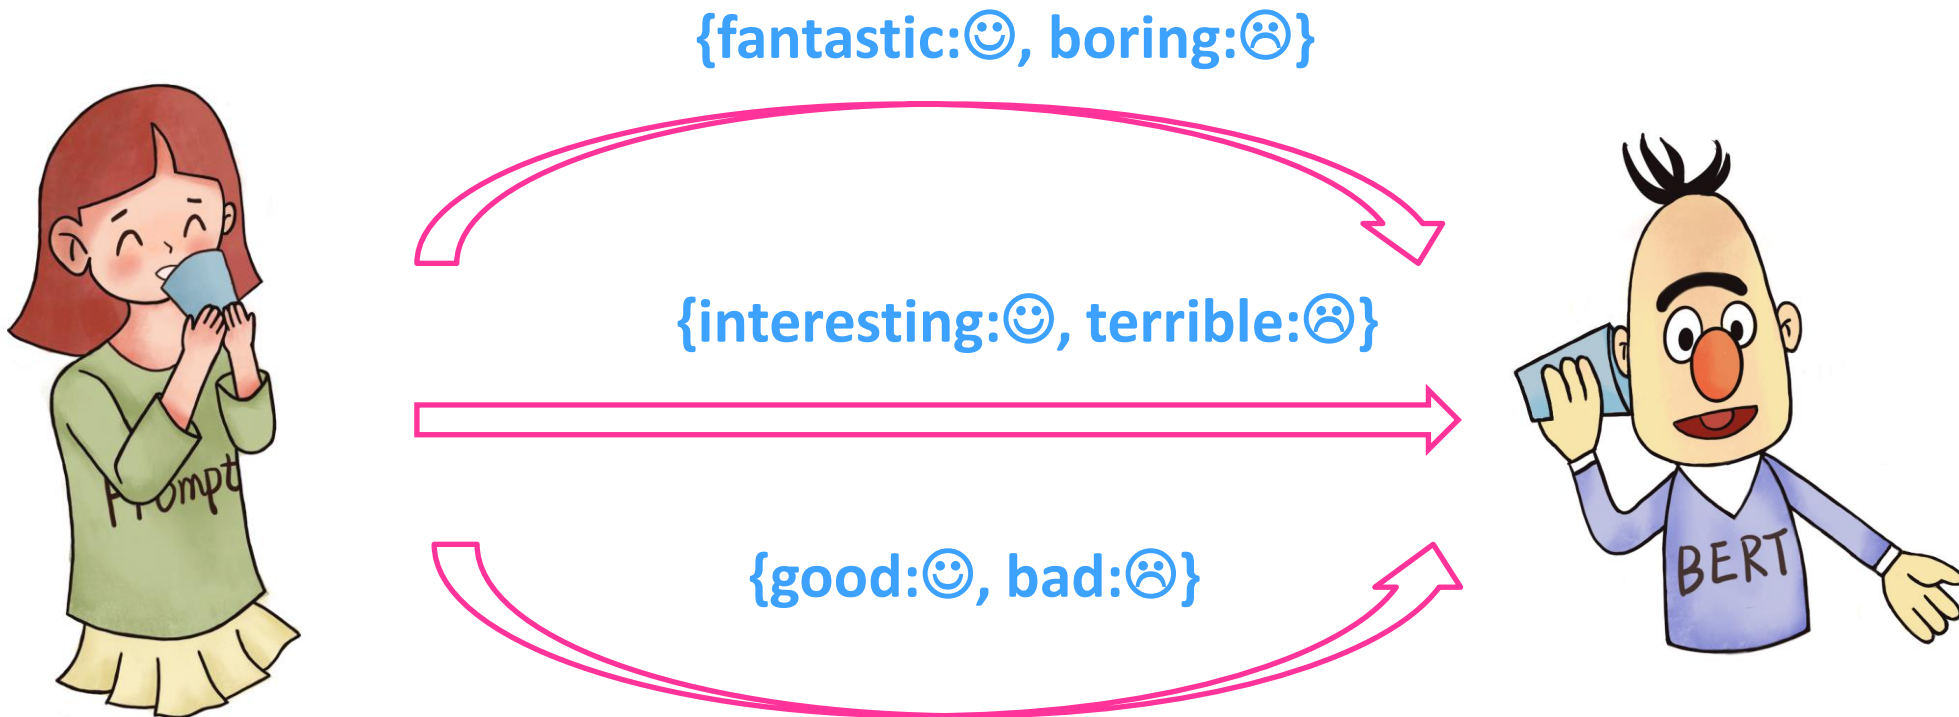 {fantastic:☺, boring:☹}
{interesting:☺, terrible:☹}
{good:☺, bad:☹}
Prompt
BERT